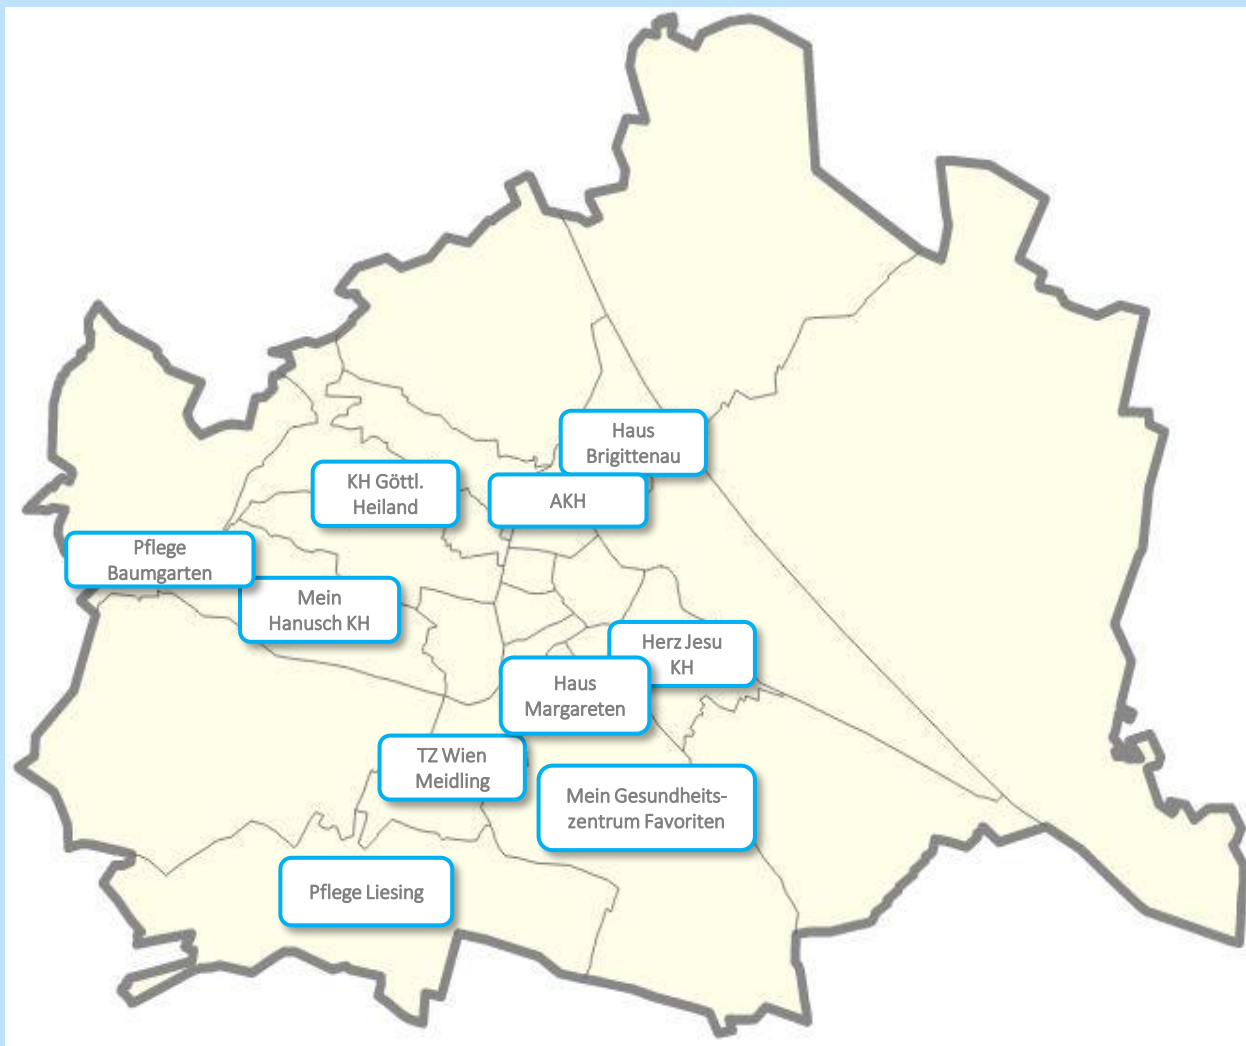 Haus
Brigittenau
KH Göttl.
Heiland
AKH
Pflege
Baumgarten
Mein
Hanusch KH
Herz Jesu
KH
Haus
Margareten
TZ Wien
Meidling
Mein Gesundheits-
zentrum Favoriten
Pflege Liesing